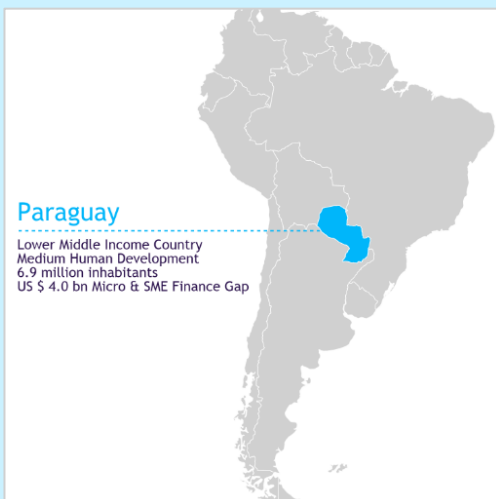 Paraguay
Lower Middle Income Country
Medium Human Development
6.9 million inhabitants
US $ 4.0 bn Micro & SME Finance Gap